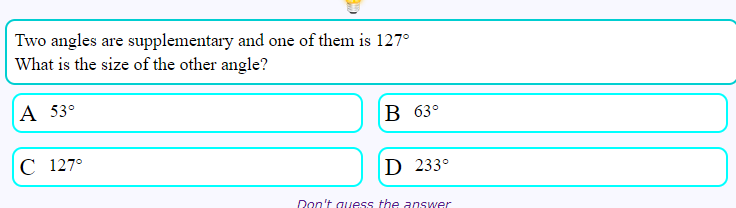 Two angles are supplementary and one of them is 127°
What is the size of the other angle?
A 53°
B 63°
C 127°
D 233°
Don't guess the answer